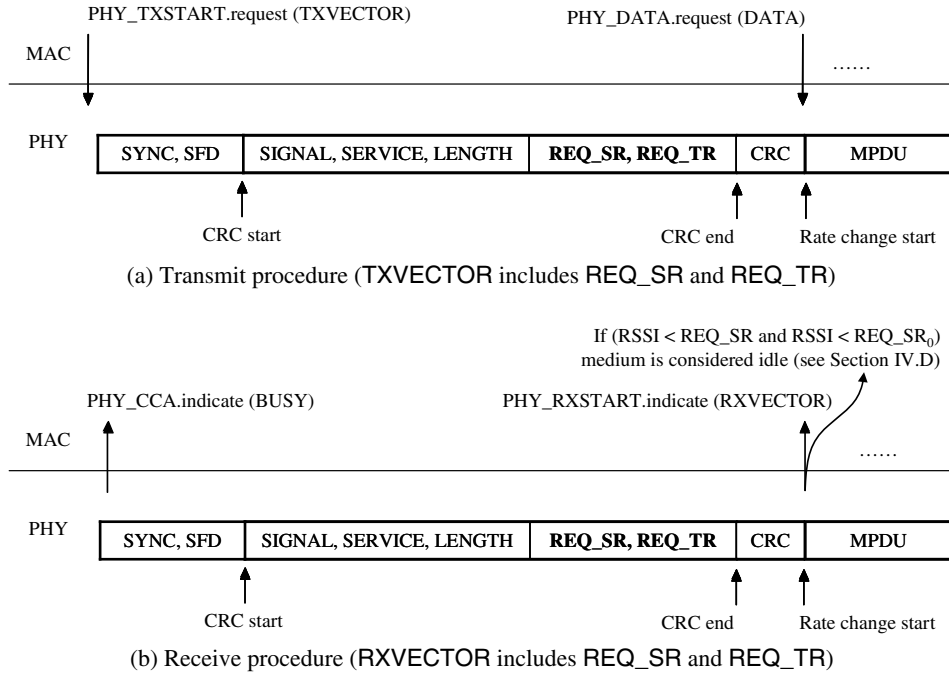 PHY_TXSTART.request (TXVECTOR) PHY_DATA.request (DATA)
MAC ......
PHY SYNC, SFD SIGNAL, SERVICE, LENGTH REQ_SR, REQ_TR CRC MPDU
CRC start CRC end Rate change start
(a) Transmit procedure (TXVECTOR includes REQ_SR and REQ_TR)
If (RSSI < REQ_SR and RSSI < REQ_SR₀)
medium is considered idle (see Section IV.D)
PHY_CCA.indicate (BUSY) PHY_RXSTART.indicate (RXVECTOR)
MAC ......
PHY SYNC, SFD SIGNAL, SERVICE, LENGTH REQ_SR, REQ_TR CRC MPDU
CRC start CRC end Rate change start
(b) Receive procedure (RXVECTOR includes REQ_SR and REQ_TR)